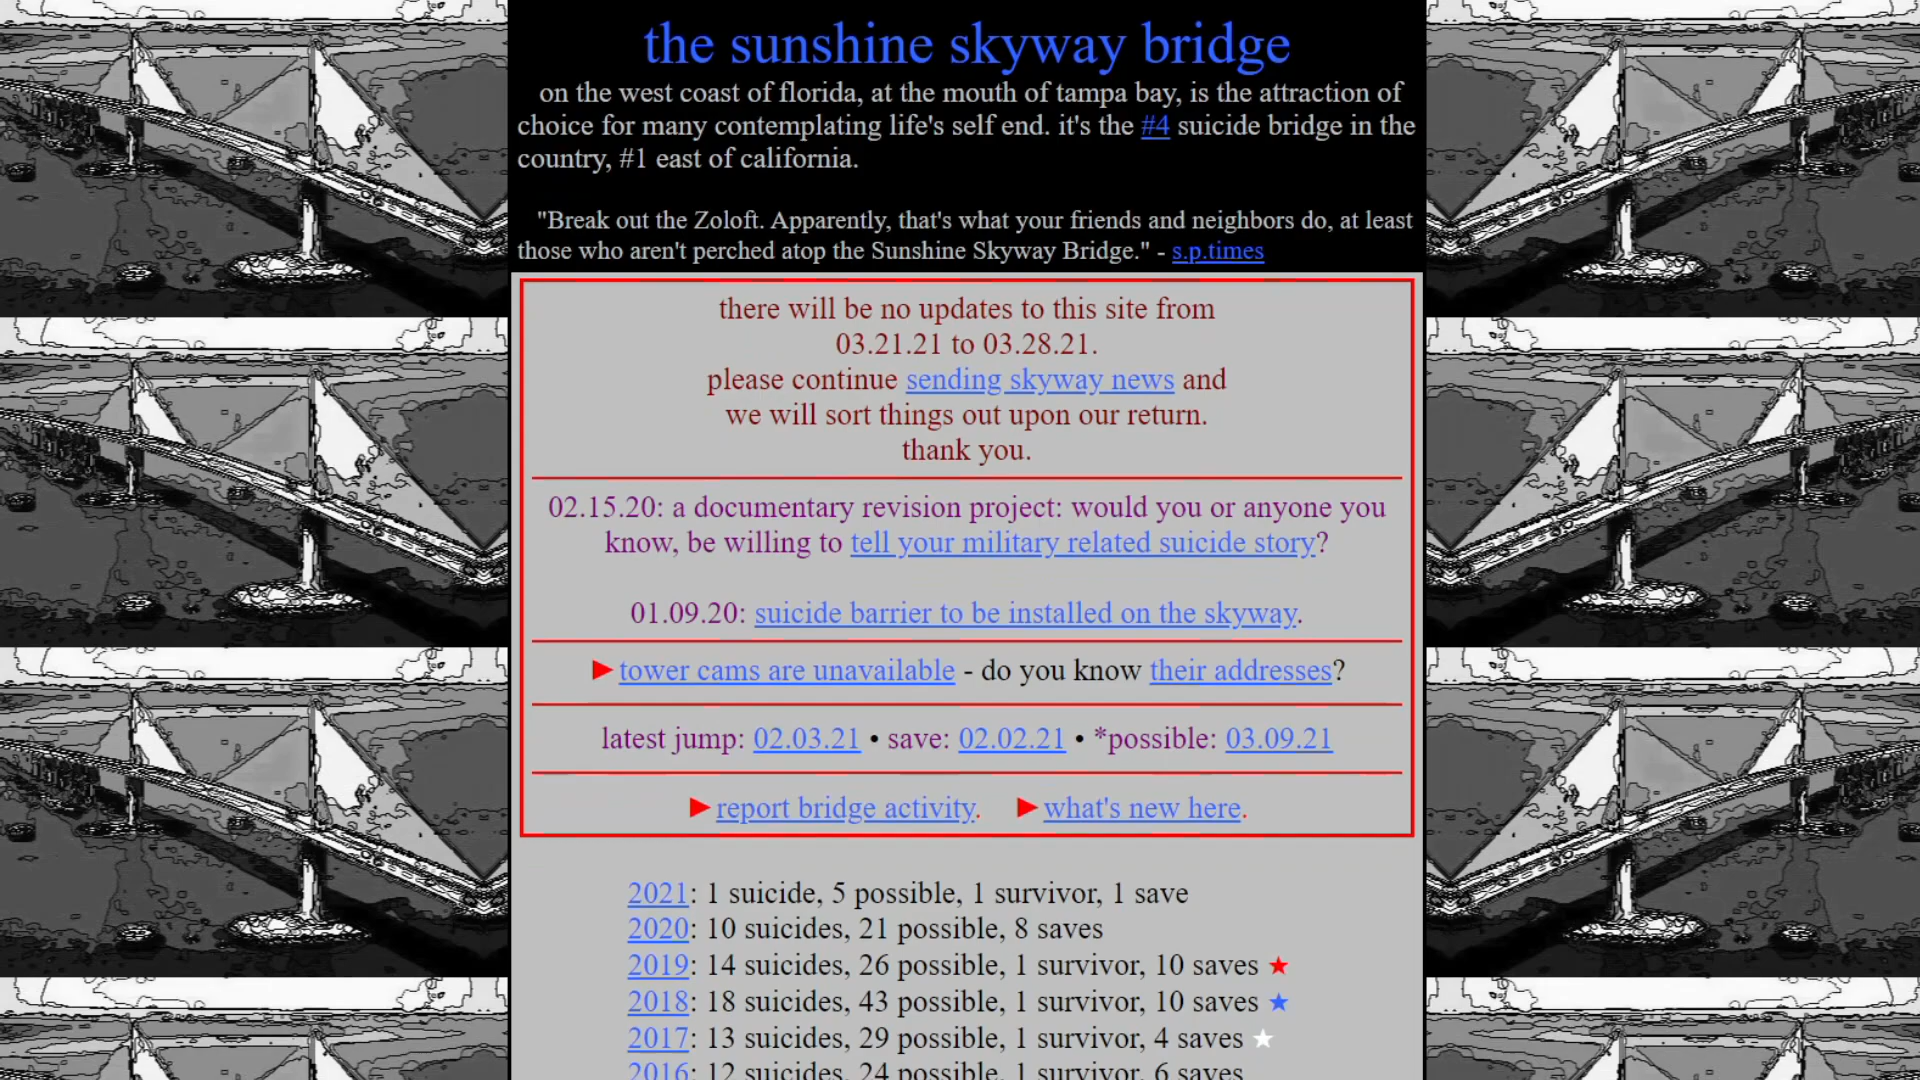 the sunshine skyway bridge
on the west coast of florida, at the mouth of tampa bay, is the attraction of
choice for many contemplating life's self end. it's the #4 suicide bridge in the
country, #1 east of california.
"Break out the Zoloft. Apparently, that's what your friends and neighbors do, at least
those who aren't perched atop the Sunshine Skyway Bridge." - s.p.times
there will be no updates to this site from
03.21.21 to 03.28.21.
please continue sending skyway news and
we will sort things out upon our return.
thank you.
02.15.20: a documentary revision project: would you or anyone you
know, be willing to tell your military related suicide story?
01.09.20: suicide barrier to be installed on the skyway.
►tower cams are unavailable - do you know their addresses?
latest jump: 02.03.21 • save: 02.02.21 • *possible: 03.09.21
►report bridge activity. ►what's new here.
2021: 1 suicide, 5 possible, 1 survivor, 1 save
2020: 10 suicides, 21 possible, 8 saves
2019: 14 suicides, 26 possible, 1 survivor, 10 saves ★
2018: 18 suicides, 43 possible, 1 survivor, 10 saves ★
2017: 13 suicides, 29 possible, 1 survivor, 4 saves ★
2016: 12 suicides, 24 possible, 1 survivor, 6 saves